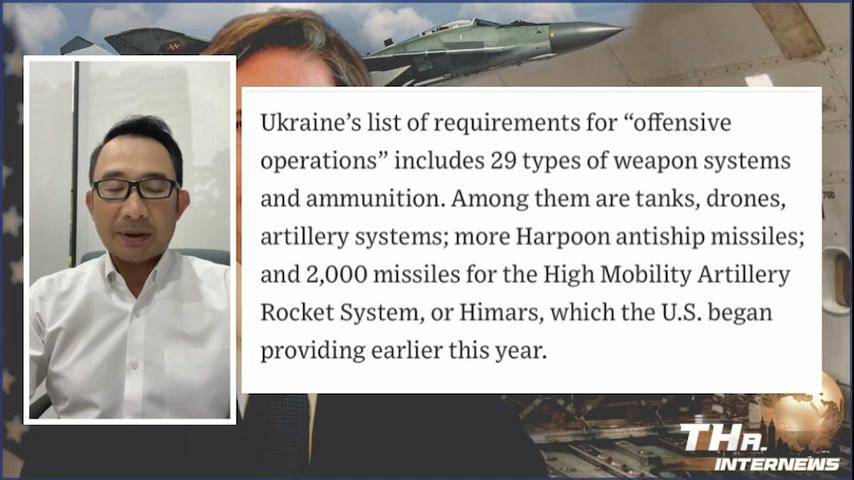 Ukraine’s list of requirements for “offensive
operations” includes 29 types of weapon systems
and ammunition. Among them are tanks, drones,
artillery systems; more Harpoon antiship missiles;
and 2,000 missiles for the High Mobility Artillery
Rocket System, or Himars, which the U.S. began
providing earlier this year.
700
THR.
INTERNEWS